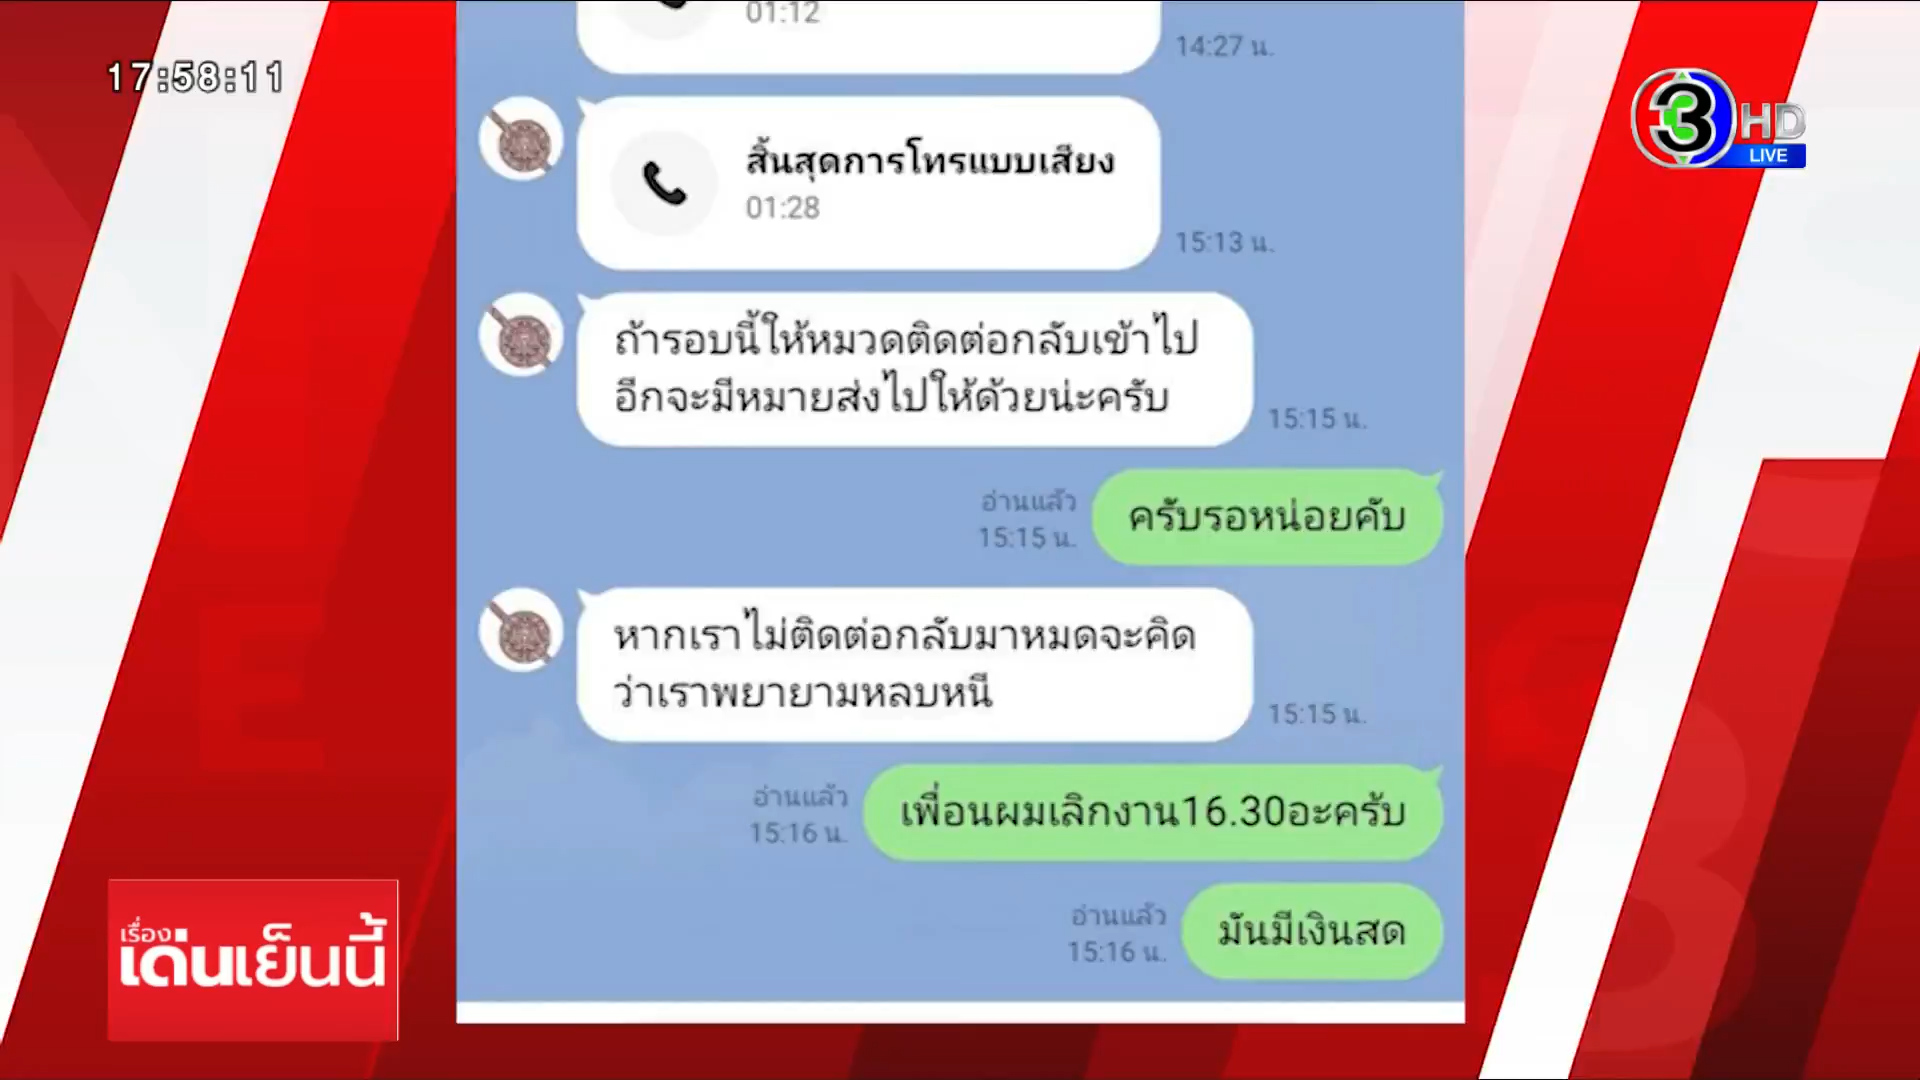 17:58:11
3 HD
LIVE
01:12
14:27 น.
สิ้นสุดการโทรแบบเสียง
01:28
15:13 น.
ถ้ารอบนี้ให้หมวดติดต่อกลับเข้าไป
อีกจะมีหมายส่งไปให้ด้วยน่ะครับ
15:15 น.
อ่านแล้ว
15:15 น.
ครับรอหน่อยคับ
หากเราไม่ติดต่อกลับมาหมดจะคิด
ว่าเราพยายามหลบหนี
15:15 น.
อ่านแล้ว
15:16 น.
เพื่อนผมเลิกงาน16.30อะครับ
อ่านแล้ว
15:16 น.
มันมีเงินสด
เรื่อง
เด่นเย็นนี้